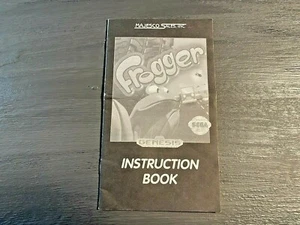 MAJESCO SALES INC.
Frogger
SEGA
GENESIS
INSTRUCTION
BOOK